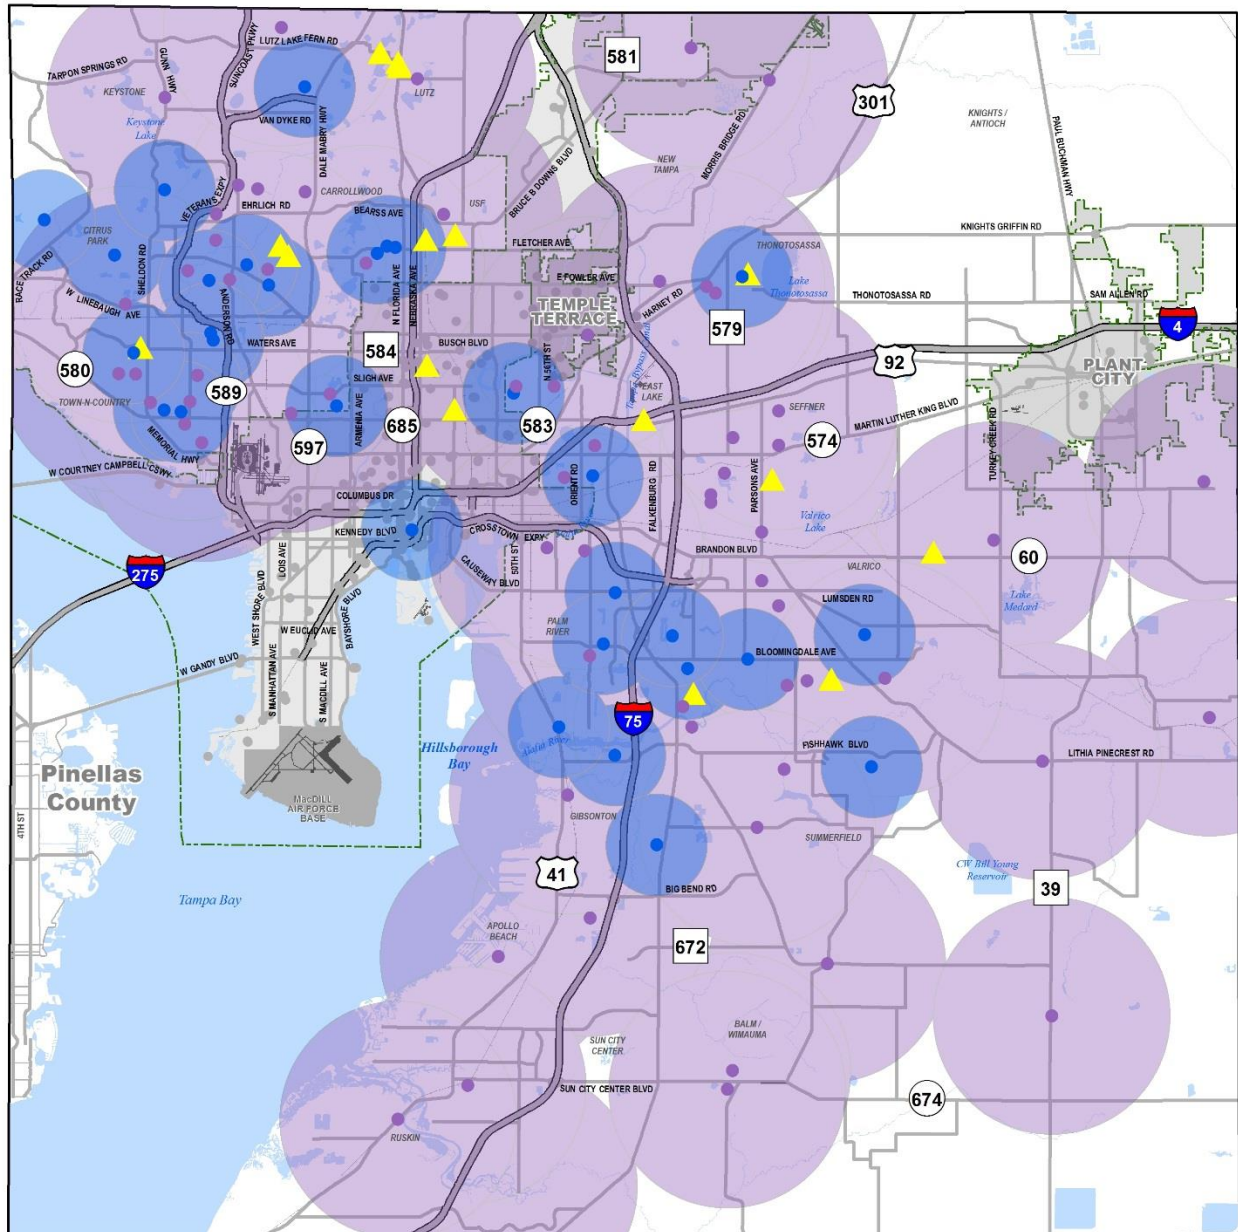 LUTZ LAKE FERN RD
SUNCOAST PKWY
GUNN HWY
TARPON SPRINGS RD
KEYSTONE
Keystone
Lake
VAN DYKE RD
DALE MABRY HWY
LUTZ
581
301
KNIGHTS /
ANTIOCH
PAUL BUCHMAN HWY
MORRIS BRIDGE RD
NEW
TAMPA
BRUCE B DOWNS BLVD
VETERANS EXPY
CARROLLWOOD
EHRLICH RD
BEARSS AVE
USF
FLETCHER AVE
KNIGHTS GRIFFIN RD
THONOTOSASSA
CITRUS
PARK
RACE TRACK RD
SHELDON RD
W LINEBAUGH AVE
ANDERSON RD
N FLORIDA AVE
NEBRASKA AVE
E FOWLER AVE
TEMPLE
TERRACE
HARNEY RD
Lake
Thonotosassa
THONOTOSASSA RD
SAM ALLEN RD
4
579
WATERS AVE
584
BUSCH BLVD
N 56TH ST
92
PLANT
CITY
580
589
SLIGH AVE
EAST
LAKE
TOWN-N-COUNTRY
ARMENIA AVE
685
583
SEFFNER
574
MARTIN LUTHER KING BLVD
TURKEY CREEK RD
MEMORIAL HWY
597
W COURTNEY CAMPBELL CSWY
ORIENT RD
FALKENBURG RD
PARSONS AVE
COLUMBUS DR
Valrico
Lake
KENNEDY BLVD
CROSSTOWN EXPY
BRANDON BLVD
VALRICO
60
275
LOIS AVE
WEST SHORE BLVD
BAYSHORE BLVD
CAUSEWAY BLVD
50TH ST
LUMSDEN RD
Lake
Medard
W EUCLID AVE
PALM
RIVER
BLOOMINGDALE AVE
W GANDY BLVD
S MANHATTAN AVE
S MACDILL AVE
75
Hillsborough
Bay
Alafia River
FISHHAWK BLVD
LITHIA PINECREST RD
Pinellas
County
4TH ST
MacDILL
AIR FORCE
BASE
GIBSONTON
SUMMERFIELD
CW Bill Young
Reservoir
41
BIG BEND RD
39
Tampa Bay
APOLLO
BEACH
672
BALM /
WIMAUMA
SUN CITY
CENTER
SUN CITY CENTER BLVD
674
RUSKIN